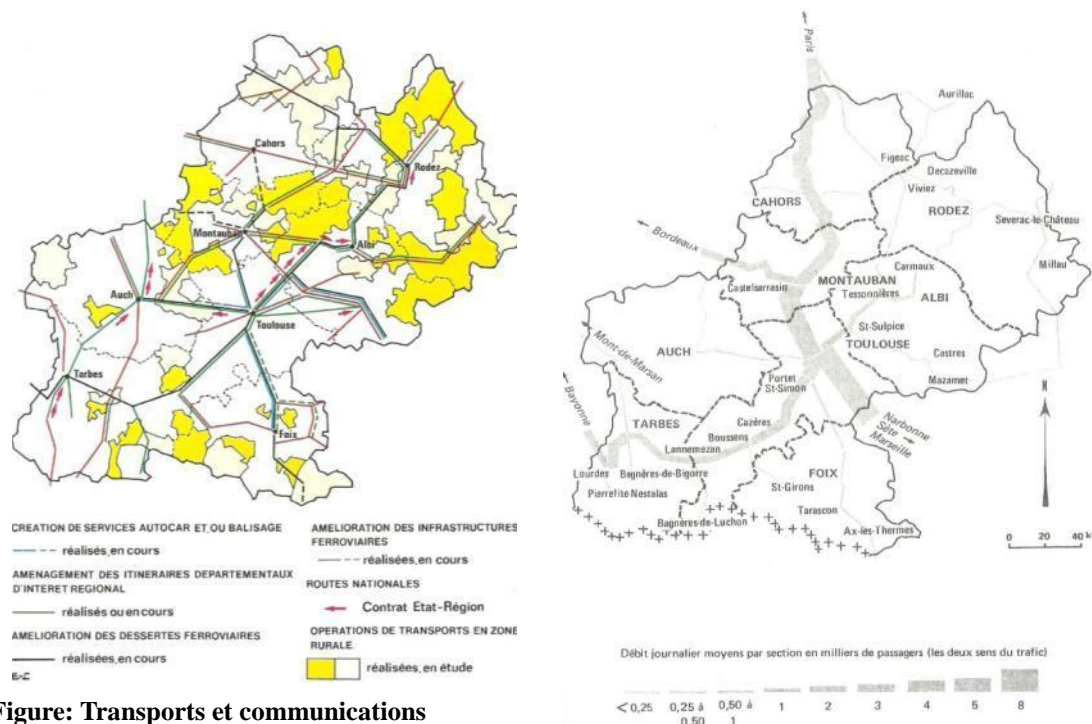 Cahors
Rodez
Montauban
Albi
Auch
Toulouse
Tarbes
Foix
CREATION DE SERVICES AUTOCAR ET, OU BALISAGE
réalisés, en cours
AMENAGEMENT DES ITINERAIRES DEPARTEMENTAUX
D'INTERET REGIONAL
réalisés ou en cours
AMELIORATION DES DESSERTES FERROVIAIRES
réalisées, en cours
AMELIORATION DES INFRASTRUCTURES
FERROVIAIRES
réalisées, en cours
ROUTES NATIONALES
Contrat Etat-Région
OPERATIONS DE TRANSPORTS EN ZONE
RURALE
réalisées, en étude
Figure: Transports et communications
Paris
Aurillac
Figeac
Decazeville
Viviez
CAHORS
RODEZ
Severac-le-Château
Bordeaux
Millau
Carmaux
MONTAUBAN
Castelsarrasin
Tessonnières
ALBI
St-Sulpice
AUCH
TOULOUSE
Mont-de-Marsan
Castres
Portet
St-Simon
Mazamet
N
Bayonne
TARBES
Cazères
Narbonne
Sète
Marseille
Boussens
Lannemezan
Lourdes
Bagnères-de-Bigorre
FOIX
Pierrefite-Nestalas
St-Girons
Tarascon
Bagnères-de-Luchon
Ax-les-Thermes
0 20 40 k
Débit journalier moyens par section en milliers de passagers (les deux sens du trafic)
< 0,25 0,25 à 0,50 0,50 à 1 1 2 3 4 5 8